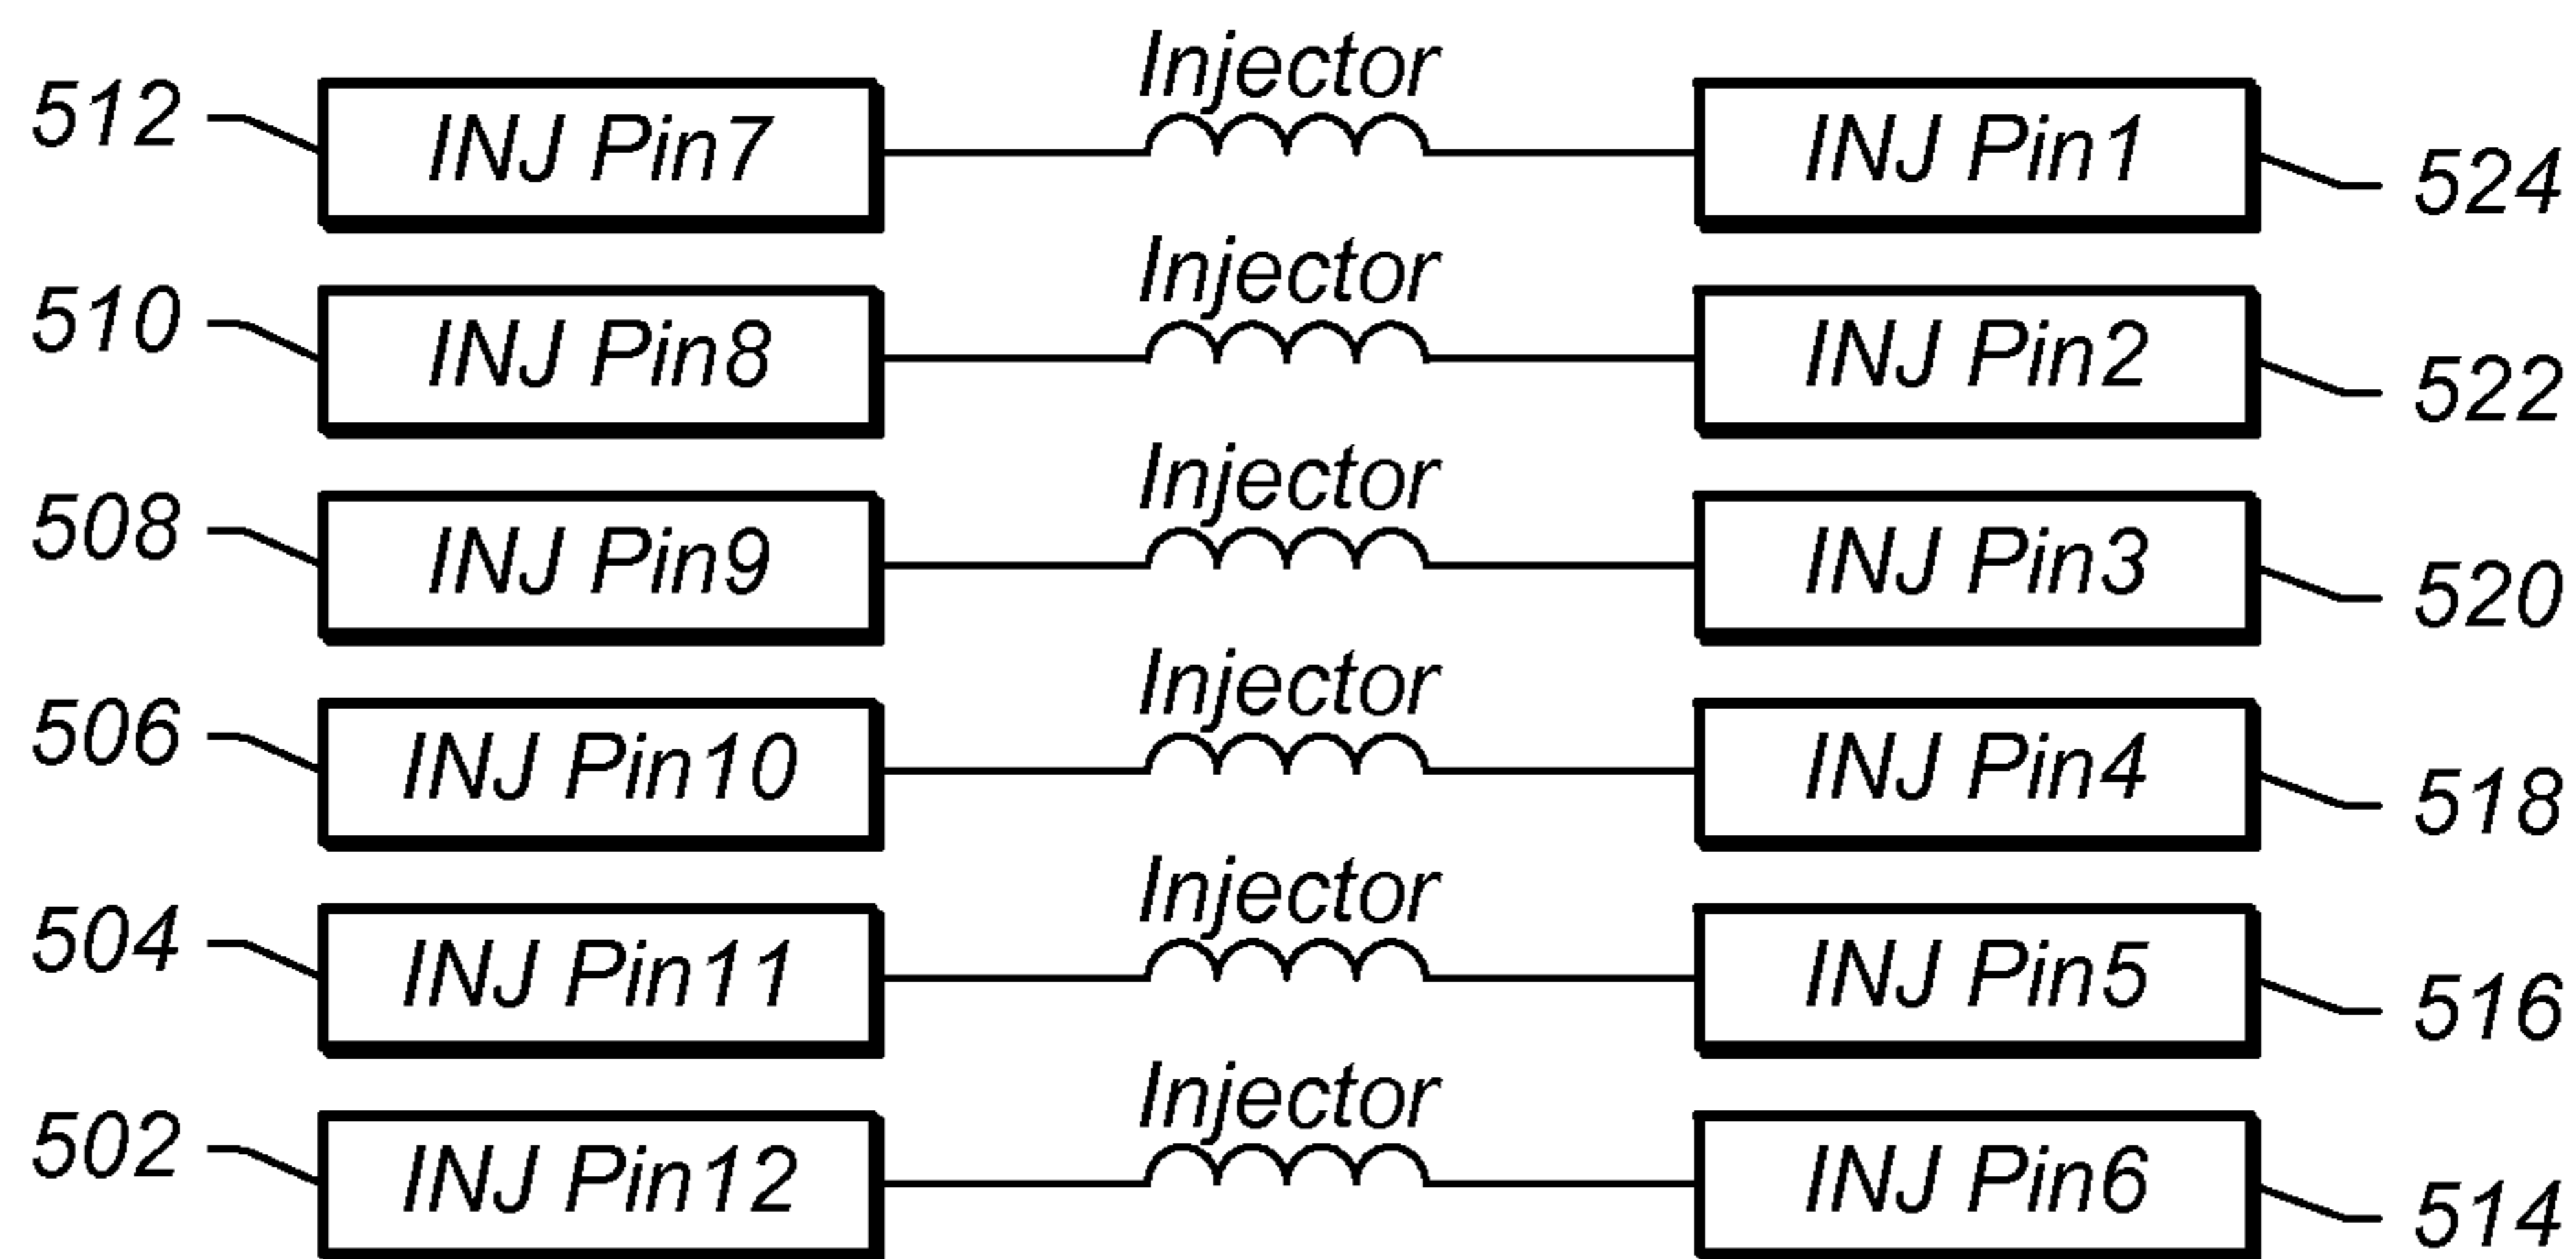 Injector
512 INJ Pin7 INJ Pin1 524
Injector
510 INJ Pin8 INJ Pin2 522
Injector
508 INJ Pin9 INJ Pin3 520
Injector
506 INJ Pin10 INJ Pin4 518
Injector
504 INJ Pin11 INJ Pin5 516
Injector
502 INJ Pin12 INJ Pin6 514